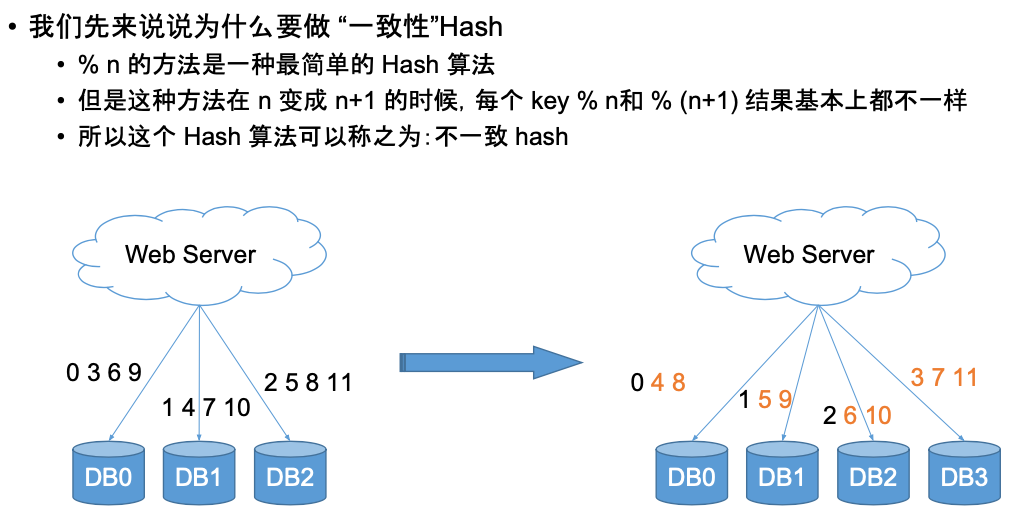 • 我们先来说说为什么要做 “一致性”Hash
• % n 的方法是一种最简单的 Hash 算法
• 但是这种方法在 n 变成 n+1 的时候，每个 key % n和 % (n+1) 结果基本上都不一样
• 所以这个 Hash 算法可以称之为：不一致 hash
Web Server
0 3 6 9
1 4 7 10
2 5 8 11
DB0
DB1
DB2
Web Server
0 4 8
1 5 9
2 6 10
3 7 11
DB0
DB1
DB2
DB3